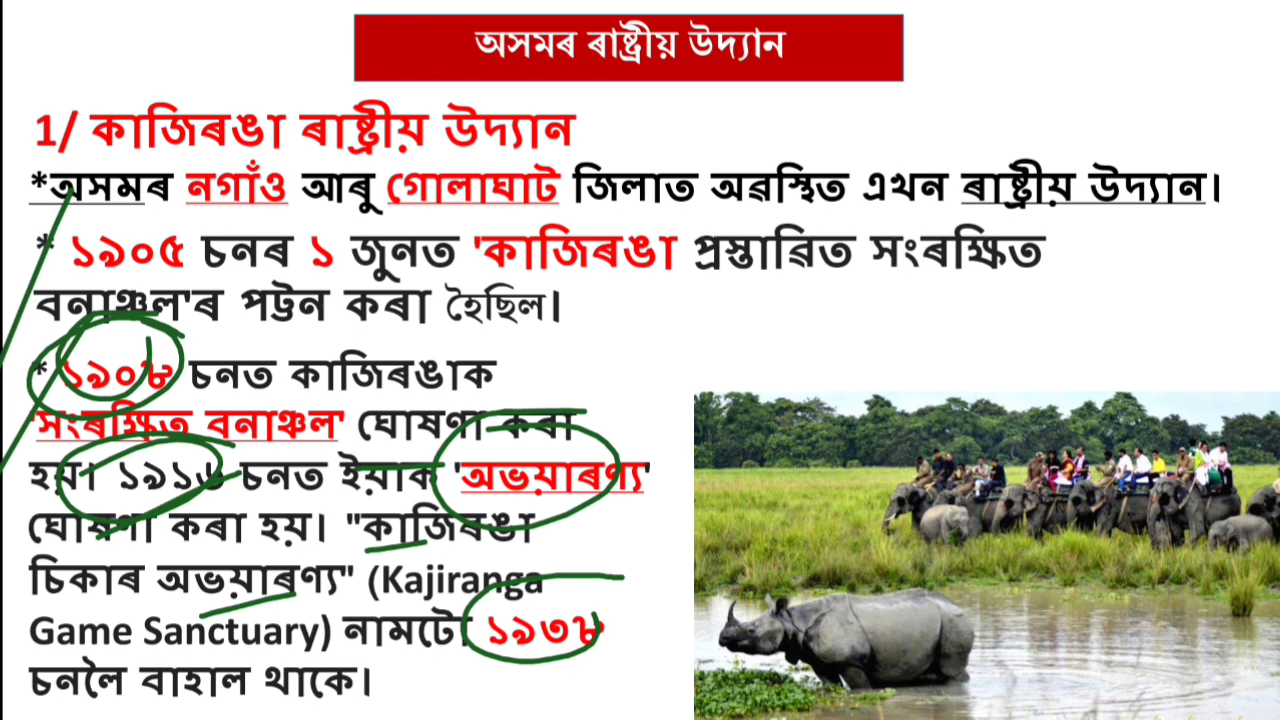 অসমৰ ৰাষ্ট্ৰীয় উদ্যান
1/ কাজিৰঙা ৰাষ্ট্ৰীয় উদ্যান
*অসমৰ নগাঁও আৰু গোলাঘাট জিলাত অৱস্থিত এখন ৰাষ্ট্ৰীয় উদ্যান।
* ১৯০৫ চনৰ ১ জুনত 'কাজিৰঙা প্ৰস্তাৱিত সংৰক্ষিত
বনাঞ্চল'ৰ পট্টন কৰা হৈছিল।
* ১৯০৮ চনত কাজিৰঙাক
সংৰক্ষিত বনাঞ্চল' ঘোষণা কৰা
হয়। ১৯১৬ চনত ইয়াক 'অভয়াৰণ্য'
ঘোষণা কৰা হয়। "কাজিৰঙা
চিকাৰ অভয়াৰণ্য" (Kajiranga
Game Sanctuary) নামটো ১৯৩৮
চনলৈ বাহাল থাকে।